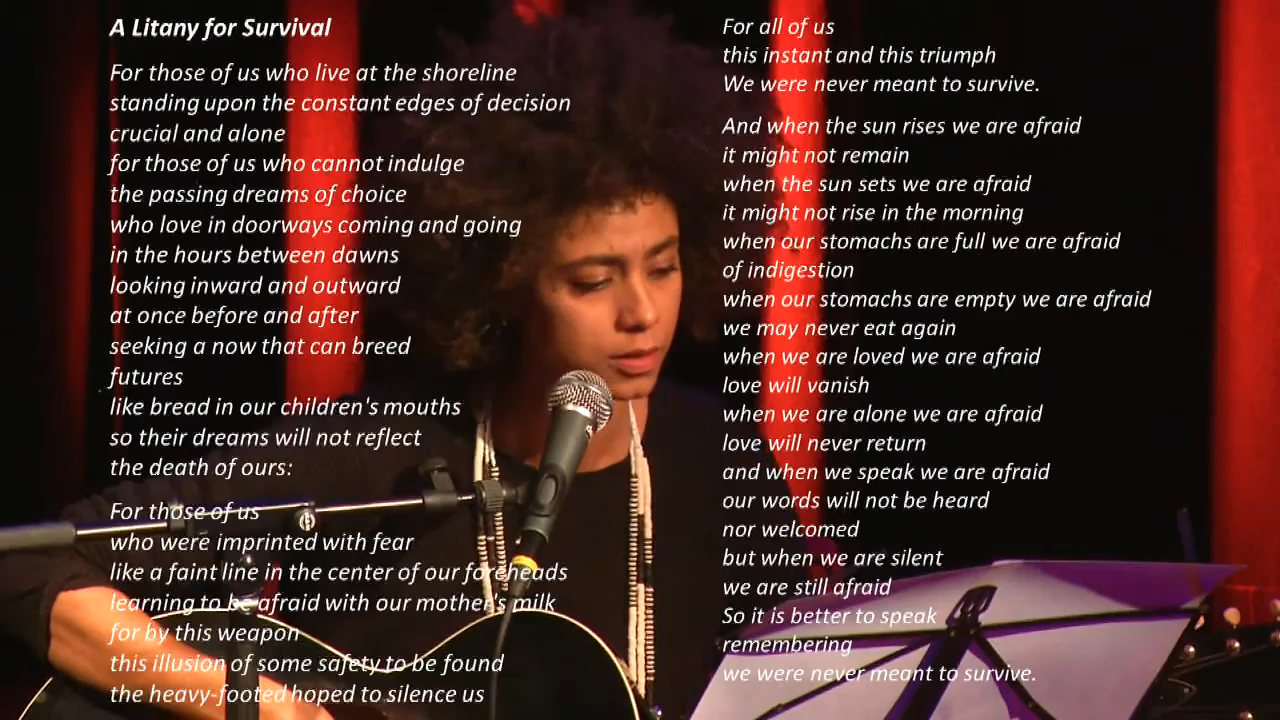 A Litany for Survival
For those of us who live at the shoreline
standing upon the constant edges of decision
crucial and alone
for those of us who cannot indulge
the passing dreams of choice
who love in doorways coming and going
in the hours between dawns
looking inward and outward
at once before and after
seeking a now that can breed
futures
like bread in our children's mouths
so their dreams will not reflect
the death of ours:
For those of us
who were imprinted with fear
like a faint line in the center of our foreheads
learning to be afraid with our mother's milk
for by this weapon
this illusion of some safety to be found
the heavy-footed hoped to silence us
For all of us
this instant and this triumph
We were never meant to survive.
And when the sun rises we are afraid
it might not remain
when the sun sets we are afraid
it might not rise in the morning
when our stomachs are full we are afraid
of indigestion
when our stomachs are empty we are afraid
we may never eat again
when we are loved we are afraid
love will vanish
when we are alone we are afraid
love will never return
and when we speak we are afraid
our words will not be heard
nor welcomed
but when we are silent
we are still afraid
So it is better to speak
remembering
we were never meant to survive.